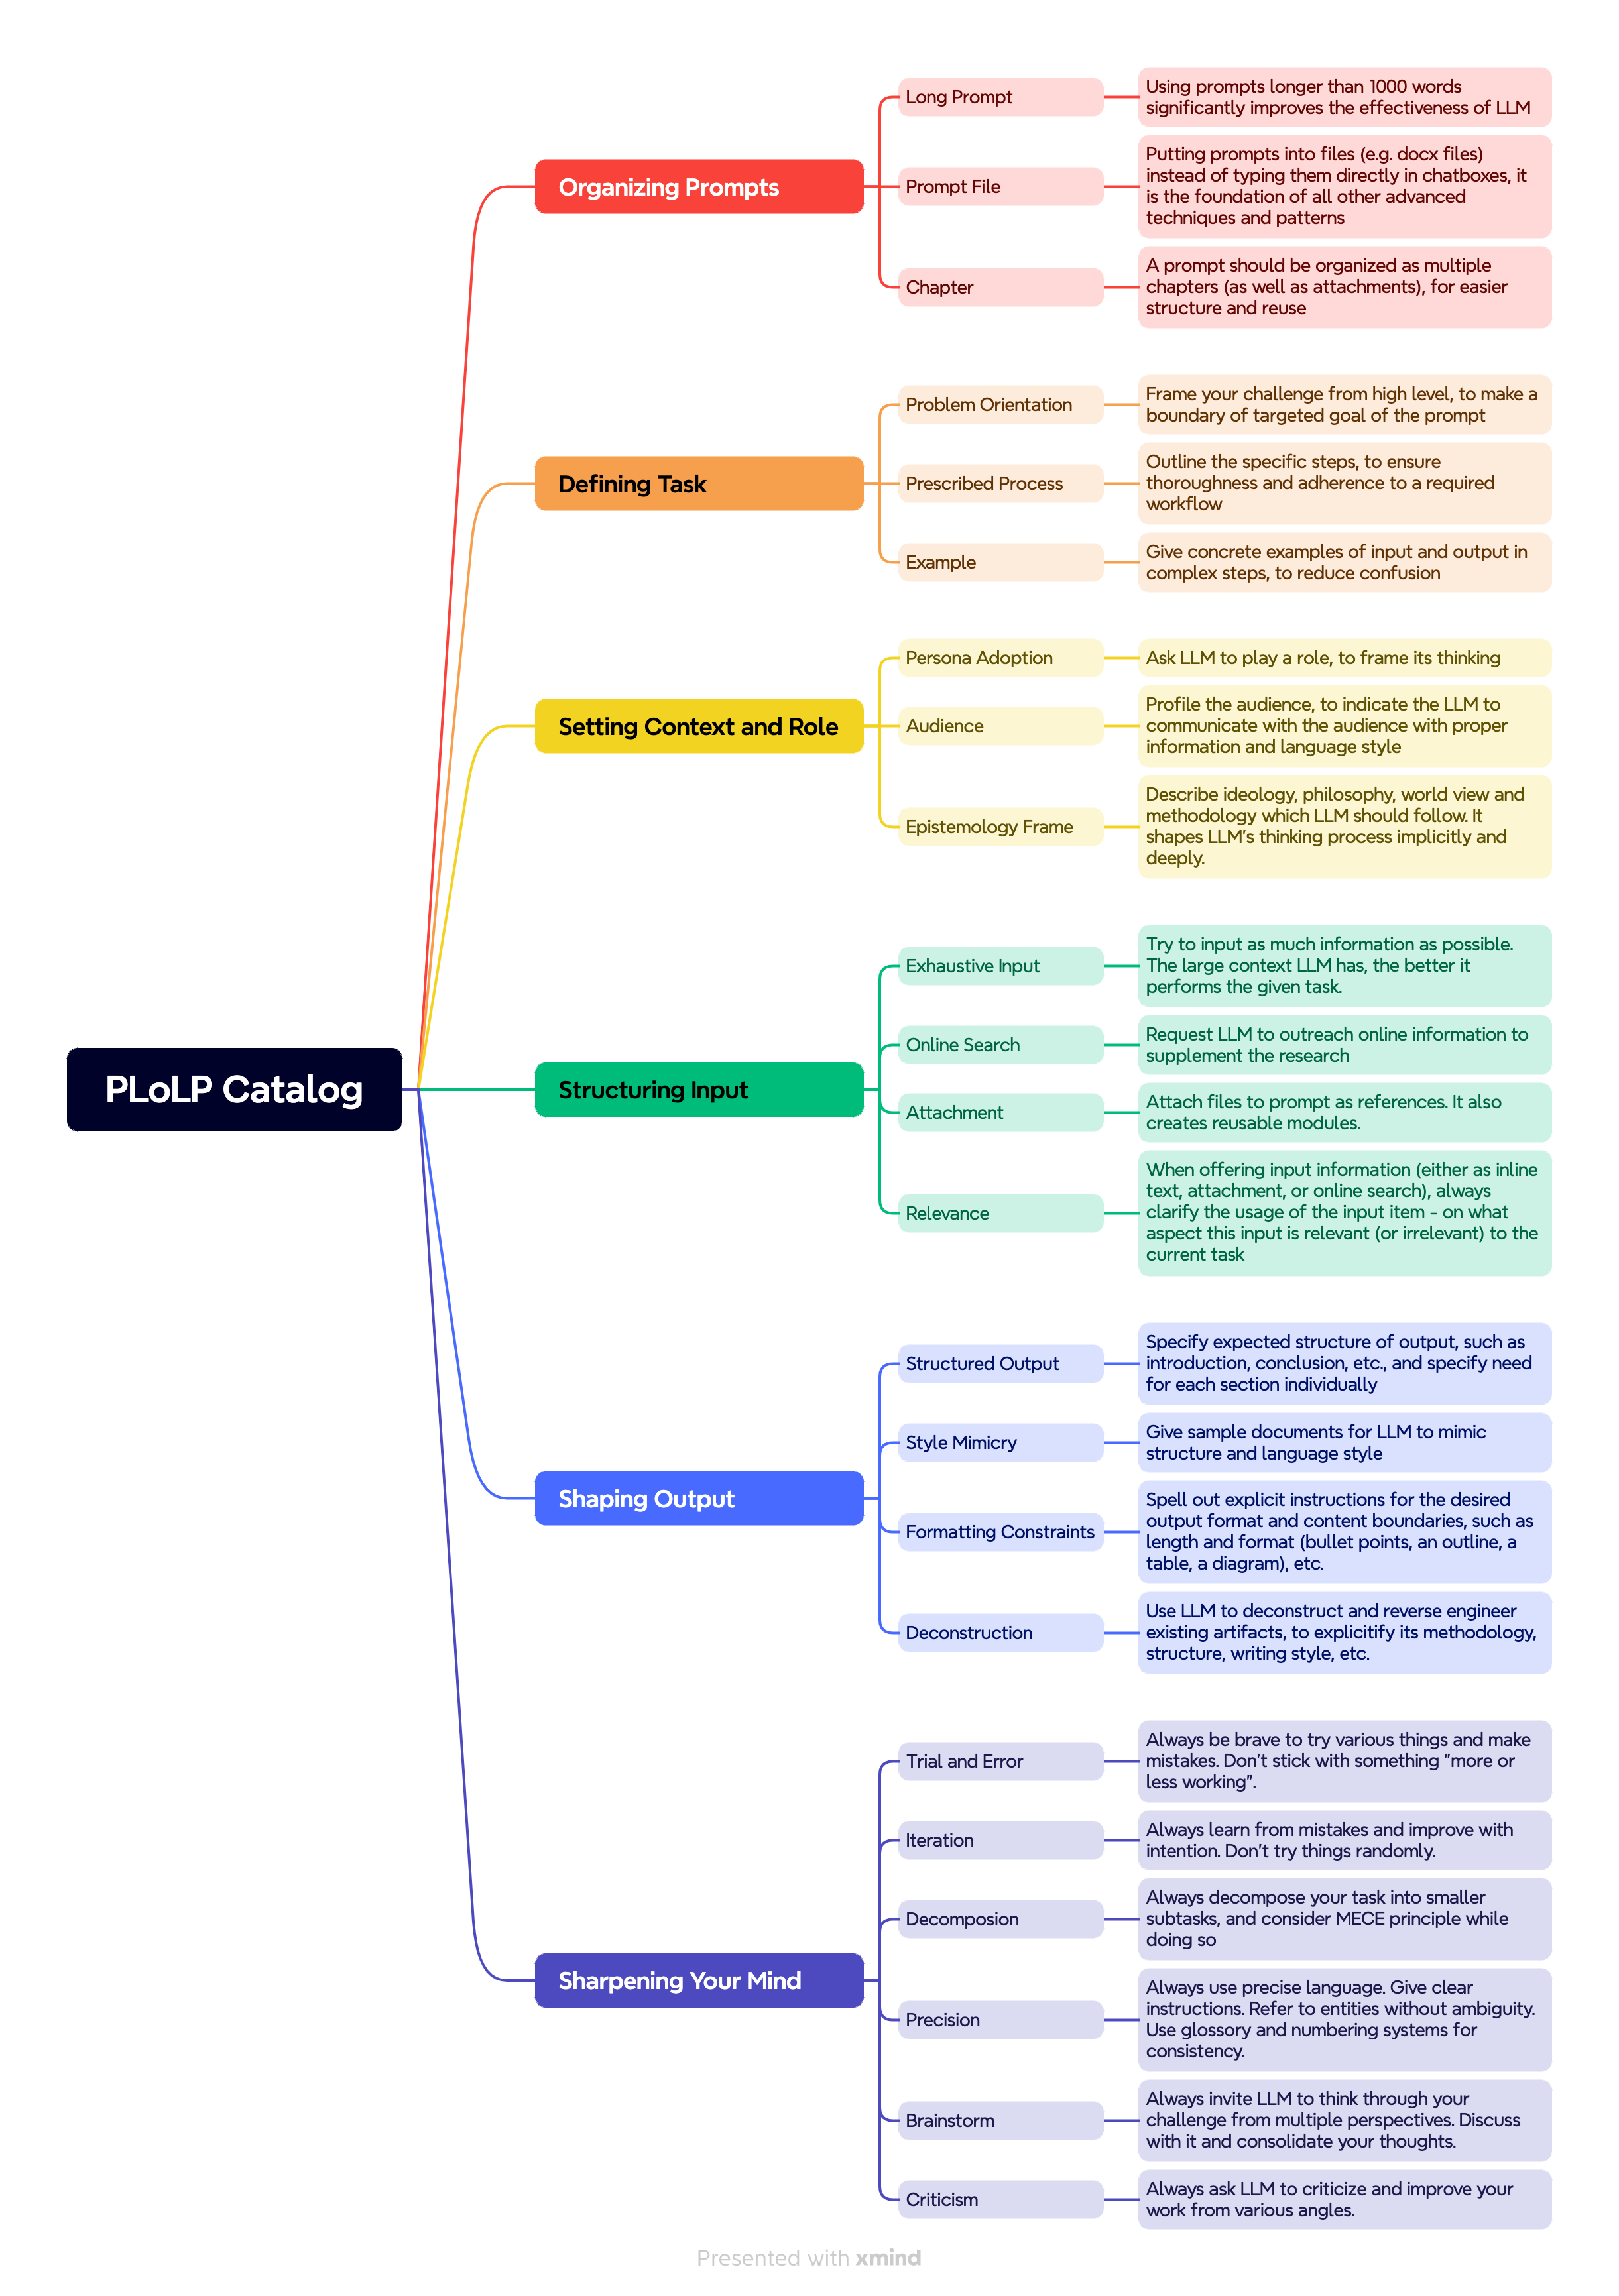 PLoLP Catalog
Organizing Prompts
Long Prompt
Using prompts longer than 1000 words
significantly improves the effectiveness of LLM
Prompt File
Putting prompts into files (e.g. docx files)
instead of typing them directly in chatboxes, it
is the foundation of all other advanced
techniques and patterns
Chapter
A prompt should be organized as multiple
chapters (as well as attachments), for easier
structure and reuse
Defining Task
Problem Orientation
Frame your challenge from high level, to make a
boundary of targeted goal of the prompt
Prescribed Process
Outline the specific steps, to ensure
thoroughness and adherence to a required
workflow
Example
Give concrete examples of input and output in
complex steps, to reduce confusion
Setting Context and Role
Persona Adoption
Ask LLM to play a role, to frame its thinking
Audience
Profile the audience, to indicate the LLM to
communicate with the audience with proper
information and language style
Epistemology Frame
Describe ideology, philosophy, world view and
methodology which LLM should follow. It
shapes LLM's thinking process implicitly and
deeply.
Structuring Input
Exhaustive Input
Try to input as much information as possible.
The large context LLM has, the better it
performs the given task.
Online Search
Request LLM to outreach online information to
supplement the research
Attachment
Attach files to prompt as references. It also
creates reusable modules.
Relevance
When offering input information (either as inline
text, attachment, or online search), always
clarify the usage of the input item - on what
aspect this input is relevant (or irrelevant) to the
current task
Shaping Output
Structured Output
Specify expected structure of output, such as
introduction, conclusion, etc., and specify need
for each section individually
Style Mimicry
Give sample documents for LLM to mimic
structure and language style
Formatting Constraints
Spell out explicit instructions for the desired
output format and content boundaries, such as
length and format (bullet points, an outline, a
table, a diagram), etc.
Deconstruction
Use LLM to deconstruct and reverse engineer
existing artifacts, to explicitify its methodology,
structure, writing style, etc.
Sharpening Your Mind
Trial and Error
Always be brave to try various things and make
mistakes. Don't stick with something "more or
less working".
Iteration
Always learn from mistakes and improve with
intention. Don't try things randomly.
Decomposion
Always decompose your task into smaller
subtasks, and consider MECE principle while
doing so
Precision
Always use precise language. Give clear
instructions. Refer to entities without ambiguity.
Use glossory and numbering systems for
consistency.
Brainstorm
Always invite LLM to think through your
challenge from multiple perspectives. Discuss
with it and consolidate your thoughts.
Criticism
Always ask LLM to criticize and improve your
work from various angles.
Presented with xmind